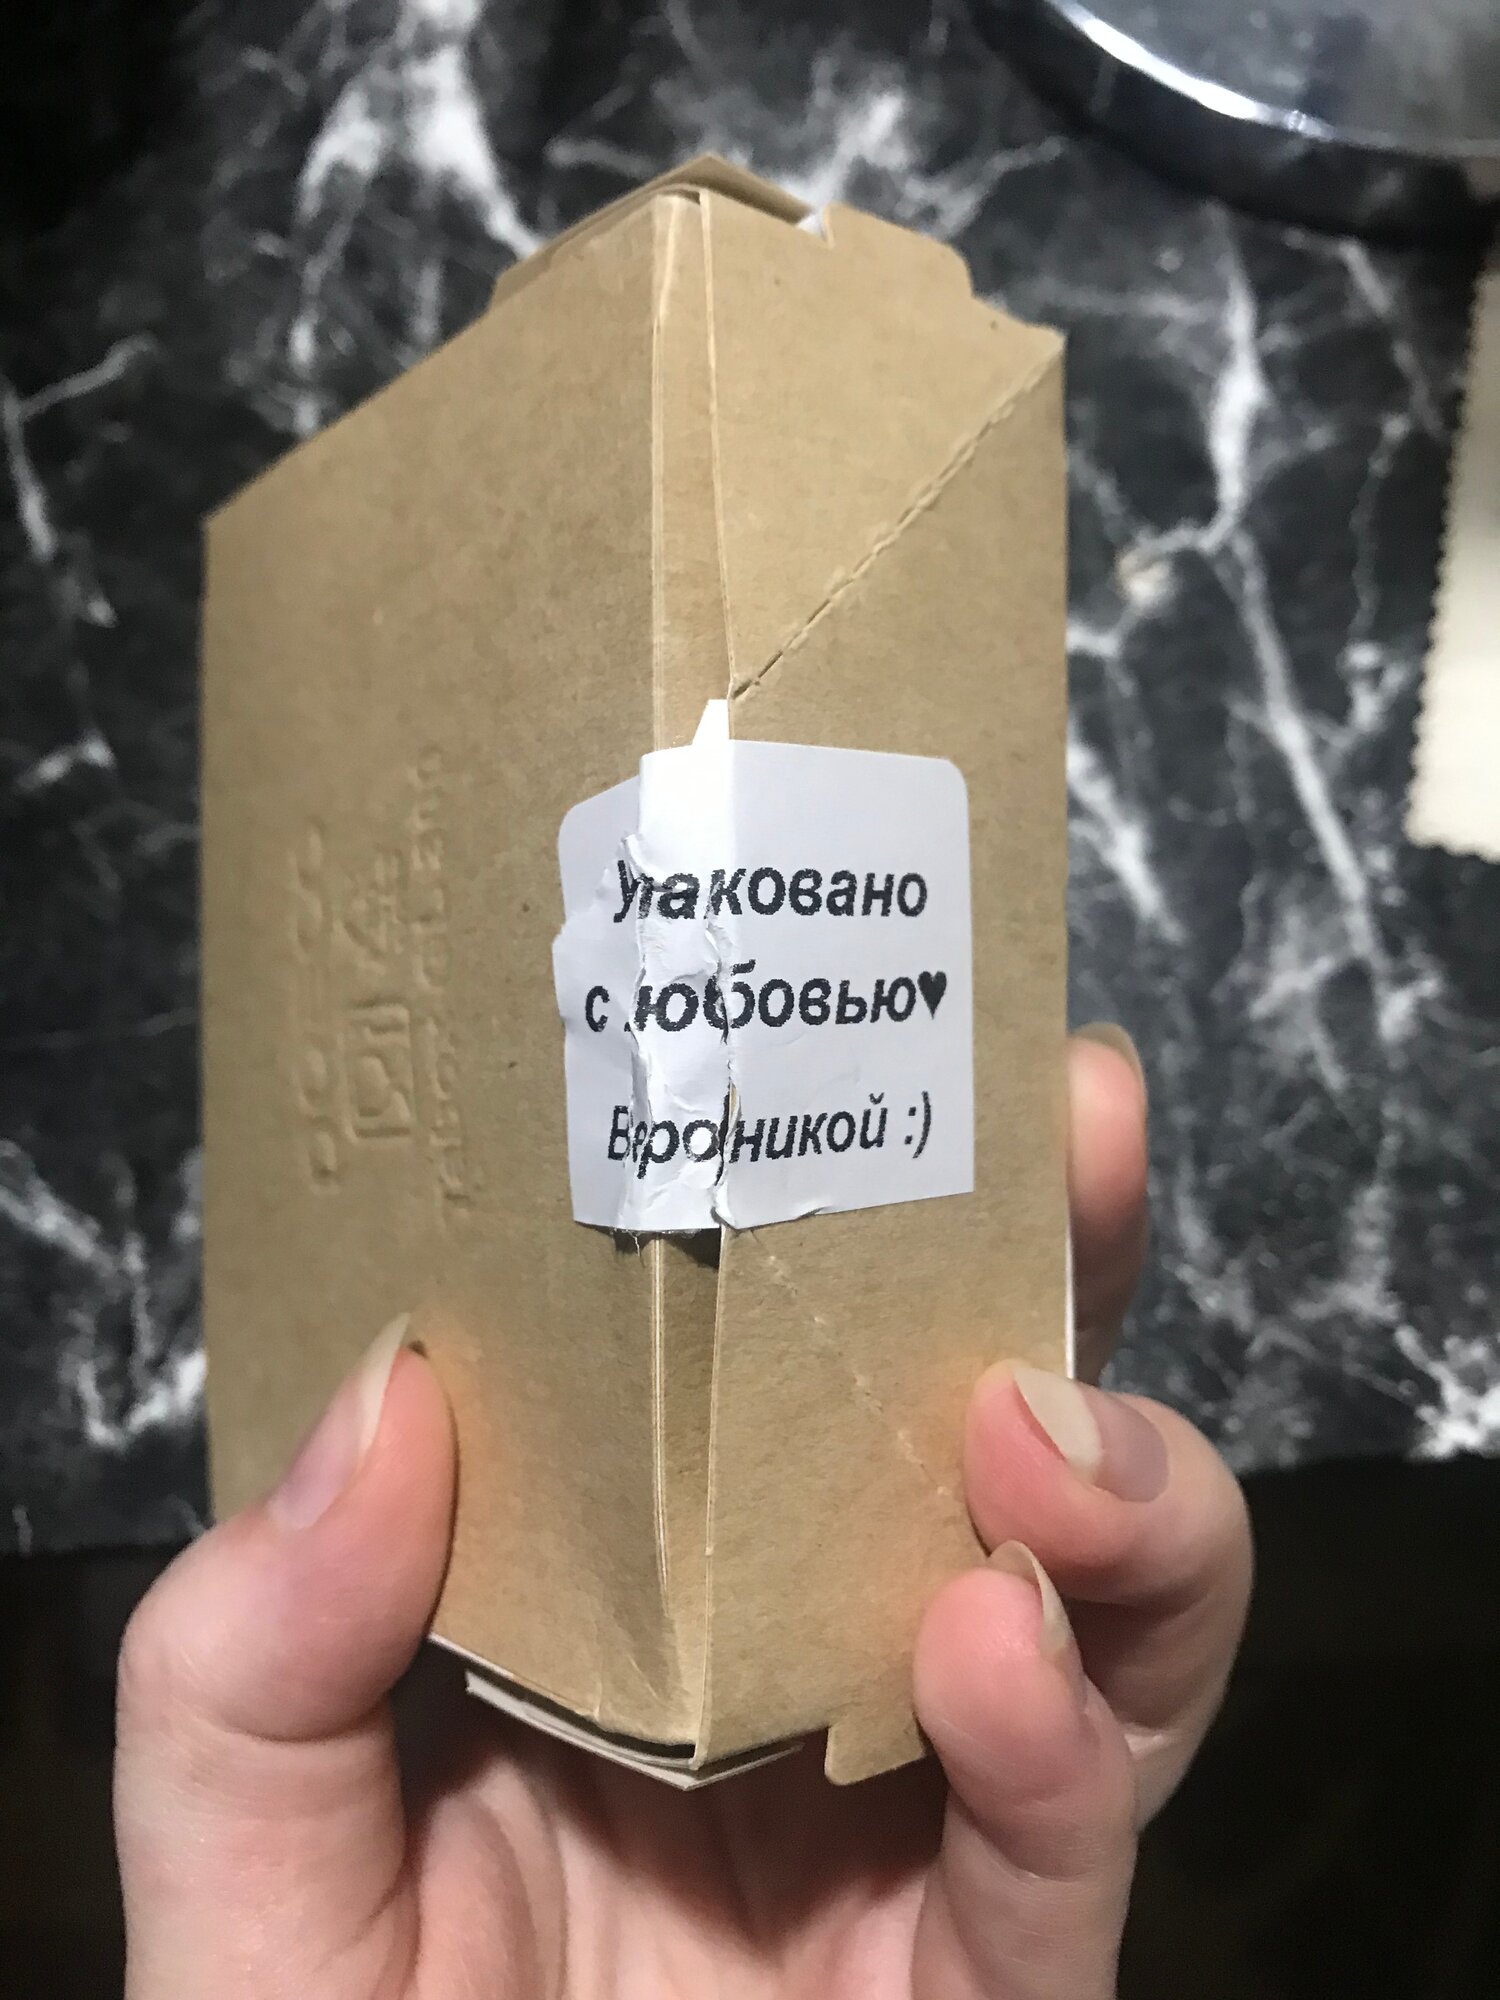 Упаковано
с любовью♥
Вероникой :)